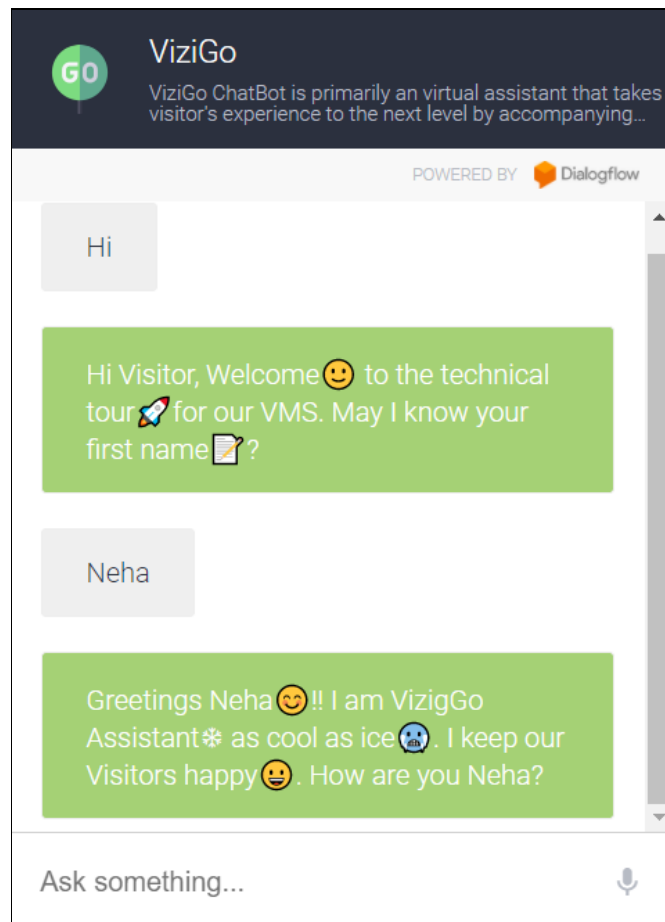 GO
ViziGo
ViziGo ChatBot is primarily an virtual assistant that takes
visitor's experience to the next level by accompanying...
POWERED BY Dialogflow
Hi
Hi Visitor, Welcome🙂 to the technical
tour🚀for our VMS. May I know your
first name📝?
Neha
Greetings Neha😊!! I am VizigGo
Assistant❄ as cool as ice🥶. I keep our
Visitors happy😀. How are you Neha?
Ask something...